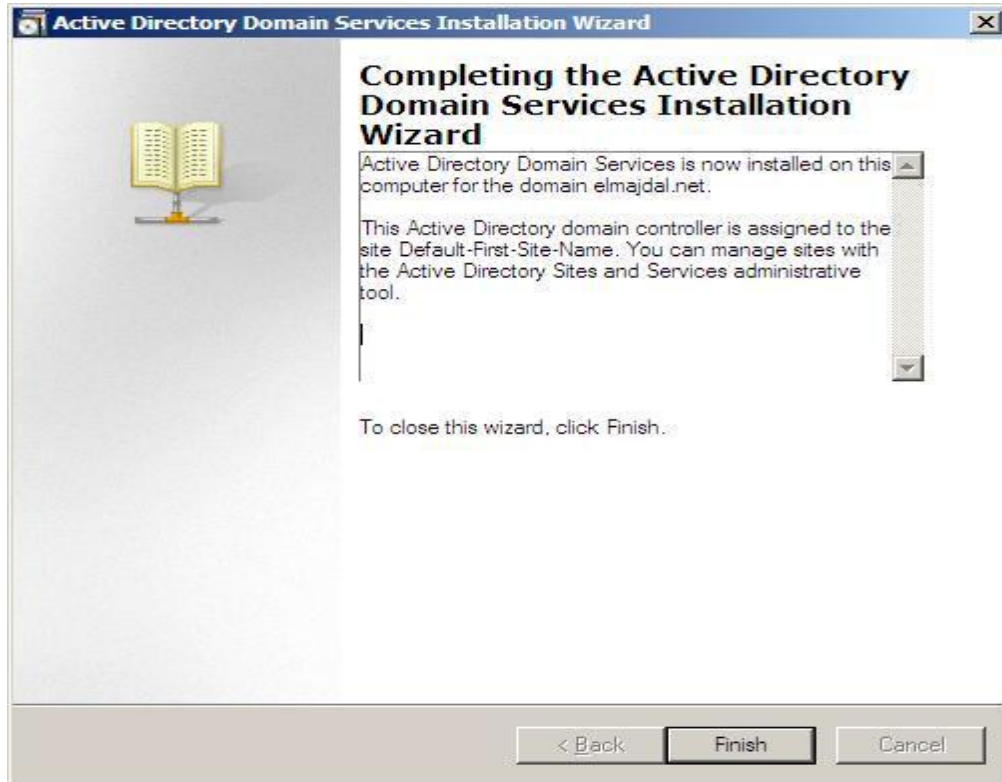 Active Directory Domain Services Installation Wizard
Completing the Active Directory
Domain Services Installation
Wizard
Active Directory Domain Services is now installed on this
computer for the domain elmajdal.net.
This Active Directory domain controller is assigned to the
site Default-First-Site-Name. You can manage sites with
the Active Directory Sites and Services administrative
tool.
To close this wizard, click Finish.
< Back Finish Cancel